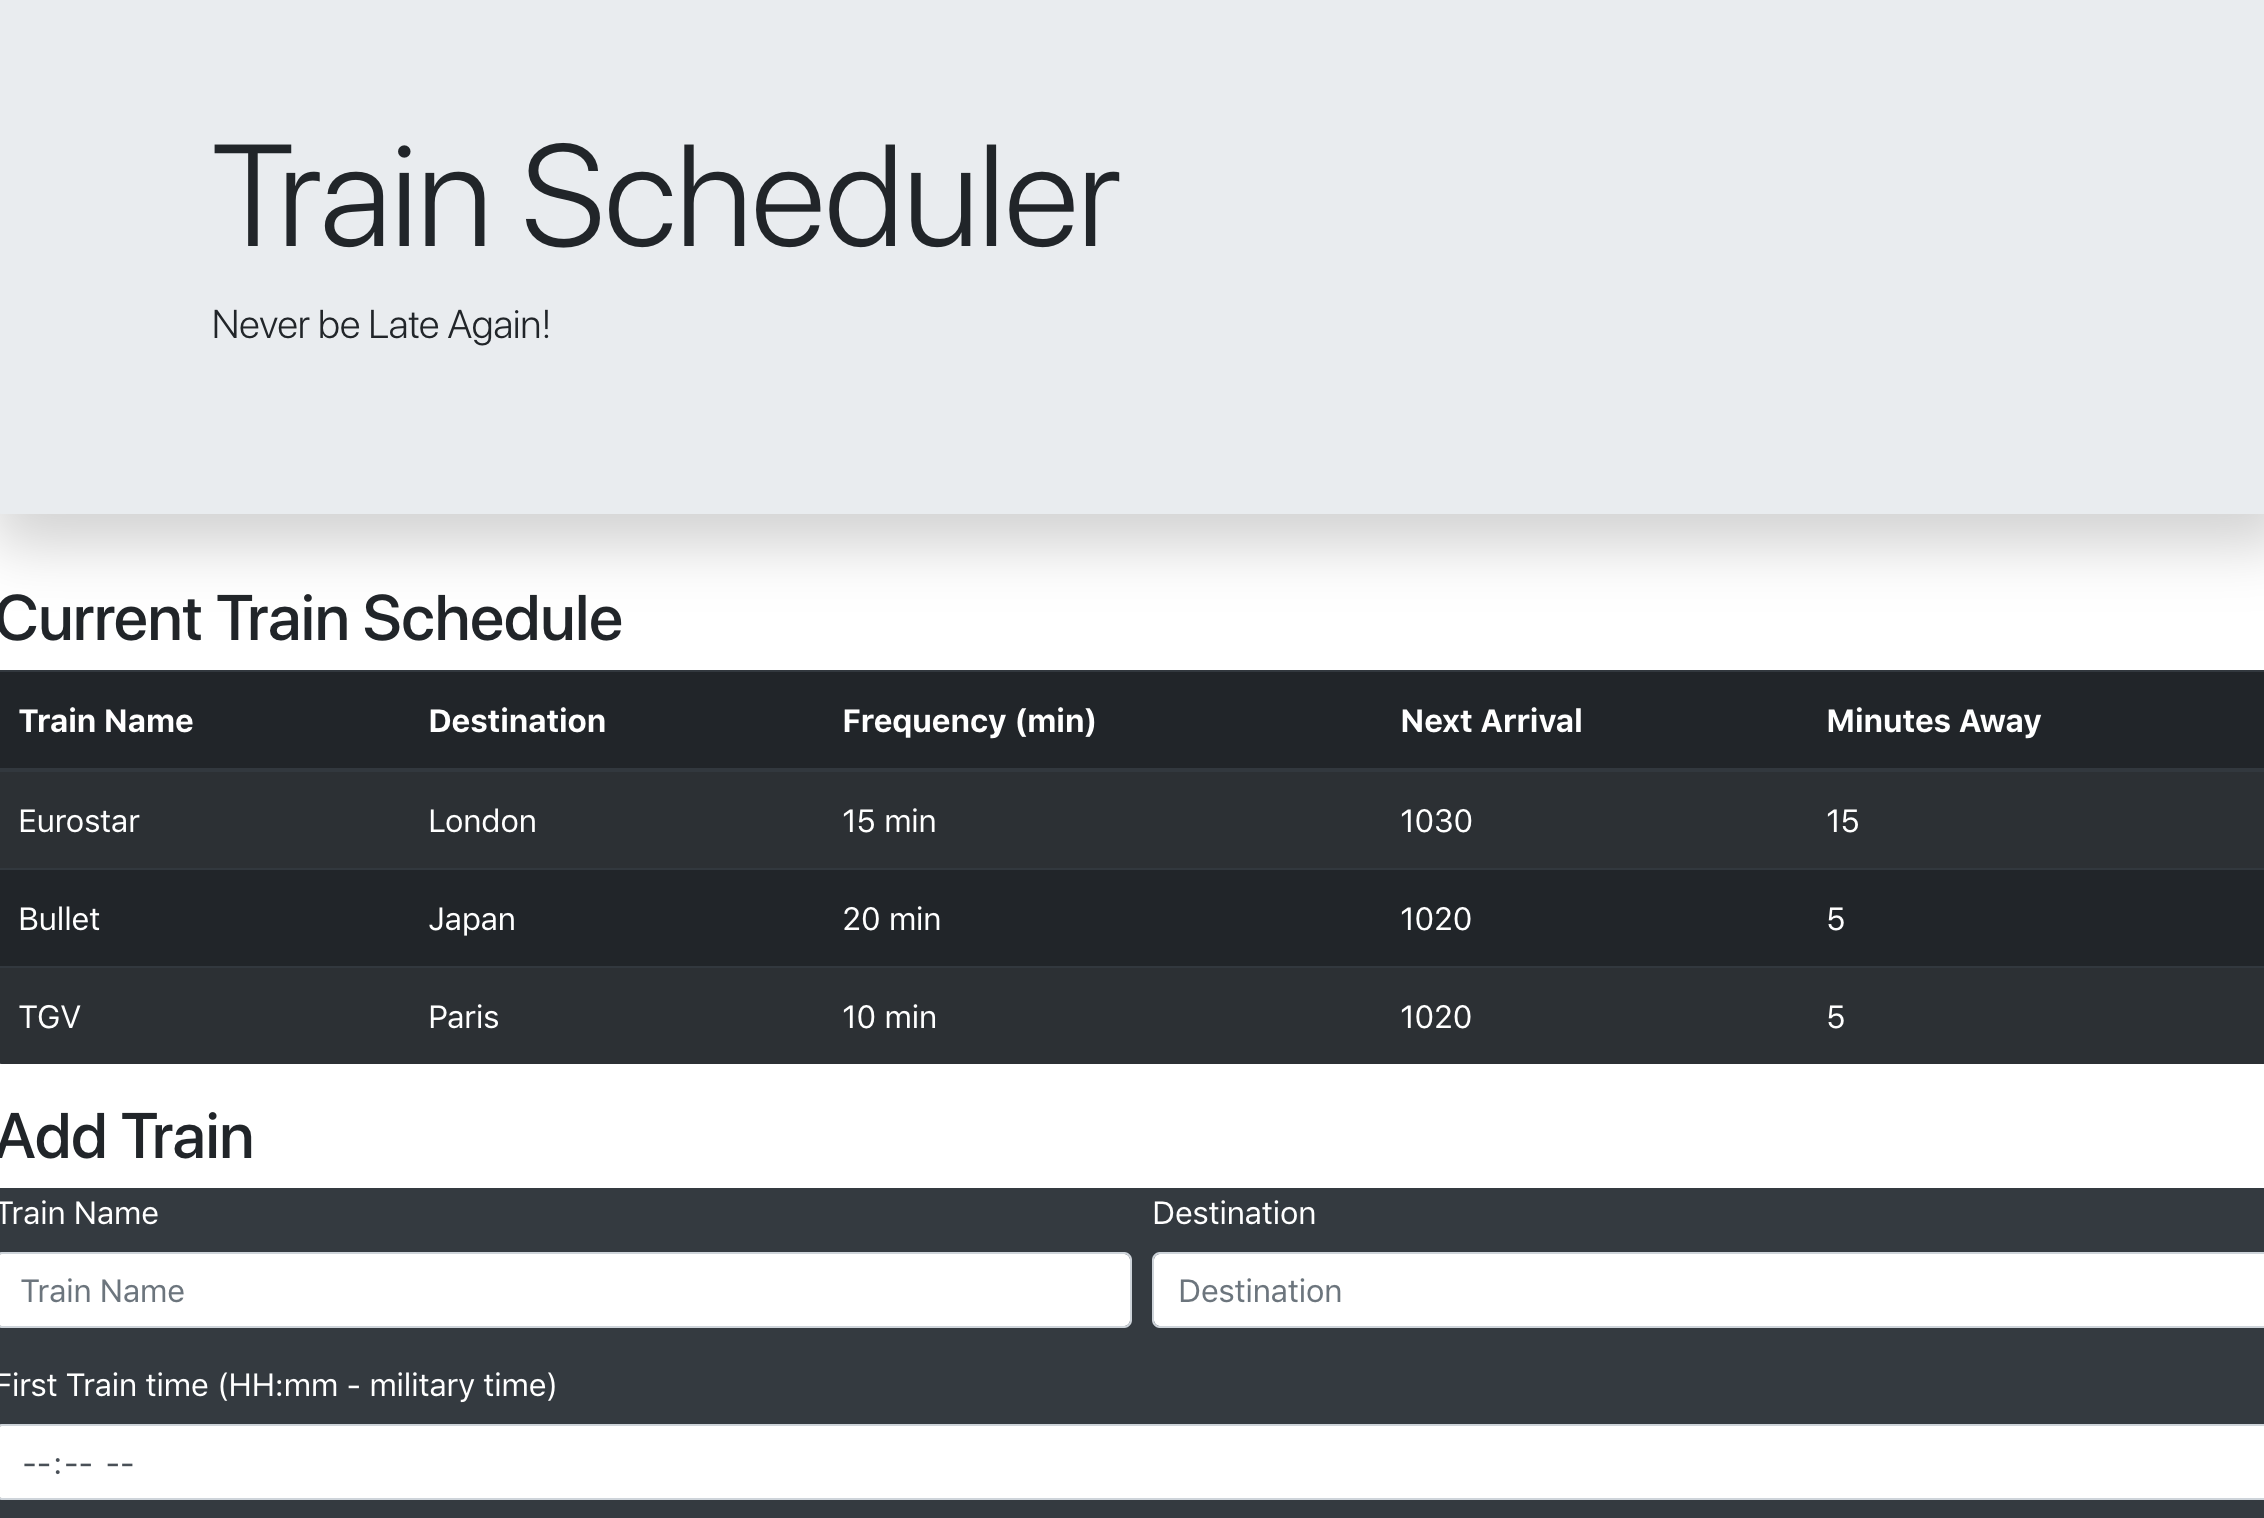 Train Scheduler
Never be Late Again!
Current Train Schedule
Train Name Destination Frequency (min) Next Arrival Minutes Away
Eurostar London 15 min 1030 15
Bullet Japan 20 min 1020 5
TGV Paris 10 min 1020 5
Add Train
Train Name Destination
Train Name Destination
First Train time (HH:mm - military time)
--:-- --